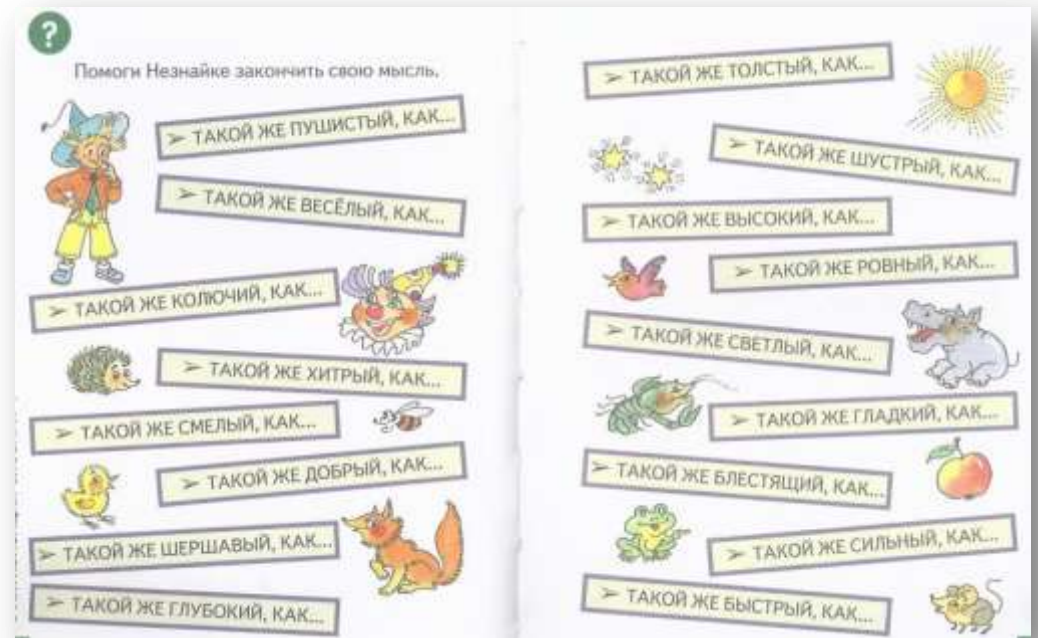 ?
Помоги Незнайке закончить свою мысль.
➢ ТАКОЙ ЖЕ ПУШИСТЫЙ, КАК...
➢ ТАКОЙ ЖЕ ВЕСЁЛЫЙ, КАК...
➢ ТАКОЙ ЖЕ КОЛЮЧИЙ, КАК...
➢ ТАКОЙ ЖЕ ХИТРЫЙ, КАК...
➢ ТАКОЙ ЖЕ СМЕЛЫЙ, КАК...
➢ ТАКОЙ ЖЕ ДОБРЫЙ, КАК...
➢ ТАКОЙ ЖЕ ШЕРШАВЫЙ, КАК...
➢ ТАКОЙ ЖЕ ГЛУБОКИЙ, КАК...
➢ ТАКОЙ ЖЕ ТОЛСТЫЙ, КАК...
➢ ТАКОЙ ЖЕ ШУСТРЫЙ, КАК...
➢ ТАКОЙ ЖЕ ВЫСОКИЙ, КАК...
➢ ТАКОЙ ЖЕ РОВНЫЙ, КАК...
➢ ТАКОЙ ЖЕ СВЕТЛЫЙ, КАК...
➢ ТАКОЙ ЖЕ ГЛАДКИЙ, КАК...
➢ ТАКОЙ ЖЕ БЛЕСТЯЩИЙ, КАК...
➢ ТАКОЙ ЖЕ СИЛЬНЫЙ, КАК...
➢ ТАКОЙ ЖЕ БЫСТРЫЙ, КАК...